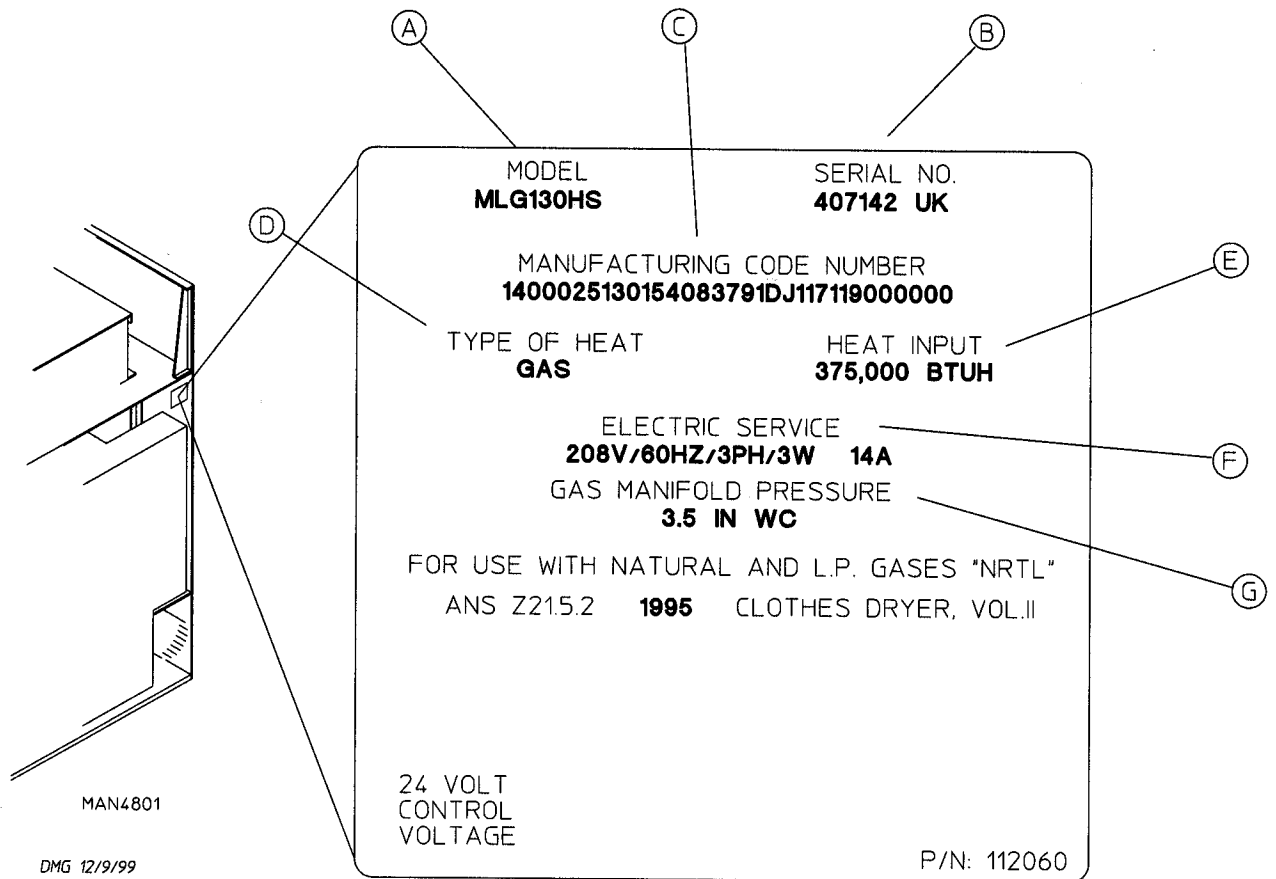 A
C
B
MODEL
MLG130HS
SERIAL NO.
407142 UK
D
MANUFACTURING CODE NUMBER
140002513015408​3791DJ117119000000
E
TYPE OF HEAT
GAS
HEAT INPUT
375,000 BTUH
ELECTRIC SERVICE
208V/60HZ/3PH/3W 14A
F
GAS MANIFOLD PRESSURE
3.5 IN WC
FOR USE WITH NATURAL AND L.P. GASES "NRTL"
G
ANS Z21.5.2 1995 CLOTHES DRYER, VOL.II
24 VOLT
CONTROL
VOLTAGE
MAN4801
DMG 12/9/99
P/N: 112060